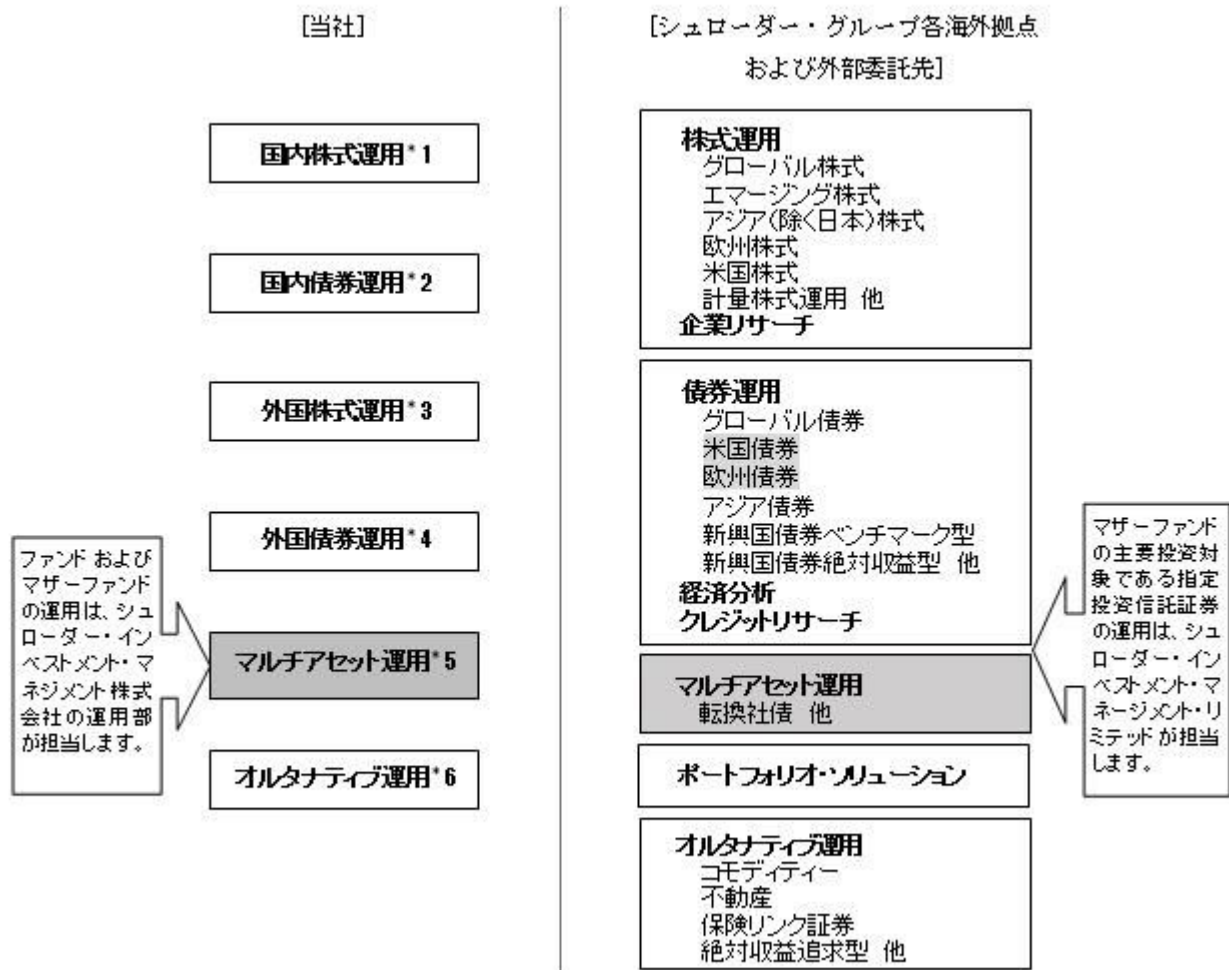 [当社]
国内株式運用*1
国内債券運用*2
外国株式運用*3
外国債券運用*4
マルチアセット運用*5
オルタナティブ運用*6
ファンドおよび
マザーファンド
の運用は、シュ
ローダー・イン
ベストメント・マ
ネジメント株式
会社の運用部
が担当します。
[シュローダー・グループ各海外拠点
および外部委託先]
株式運用
グローバル株式
エマージング株式
アジア(除く日本)株式
欧州株式
米国株式
計量株式運用 他
企業リサーチ
債券運用
グローバル債券
米国債券
欧州債券
アジア債券
新興国債券ベンチマーク型
新興国債券絶対収益型 他
経済分析
クレジットリサーチ
マルチアセット運用
転換社債 他
ポートフォリオ・ソリューション
オルタナティブ運用
コモディティー
不動産
保険リンク証券
絶対収益追求型 他
マザーファンド
の主要投資対
象である指定
投資信託証券
の運用は、シュ
ローダー・イン
ベストメント・マ
ネージメント・リ
ミテッドが担当
します。